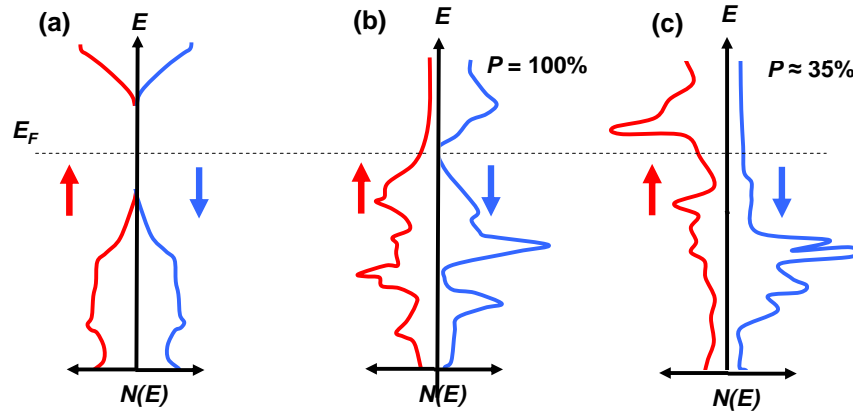 (a)
E
(b)
E
P = 100%
(c)
E
P ≈ 35%
E_F
N(E)
N(E)
N(E)